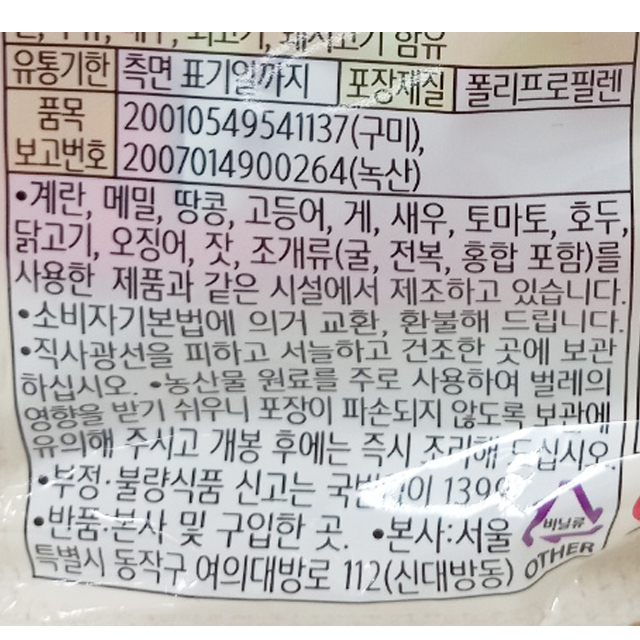 쇠고기, 돼지고기 함유
유통기한 측면 표기일까지 포장재질 폴리프로필렌
품목 20010549541137(구미),
보고번호 2007014900264(녹산)
•계란, 메밀, 땅콩, 고등어, 게, 새우, 토마토, 호두,
닭고기, 오징어, 잣, 조개류(굴, 전복, 홍합 포함)를
사용한 제품과 같은 시설에서 제조하고 있습니다.
•소비자기본법에 의거 교환, 환불해 드립니다.
•직사광선을 피하고 서늘하고 건조한 곳에 보관
하십시오. •농산물 원료를 주로 사용하여 벌레의
영향을 받기 쉬우니 포장이 파손되지 않도록 보관에
유의해 주시고 개봉 후에는 즉시 조리해 드십시오.
•부정·불량식품 신고는 국번없이 1399
•반품:본사 및 구입한 곳. •본사:서울
특별시 동작구 여의대방로 112(신대방동)
비닐류
OTHER